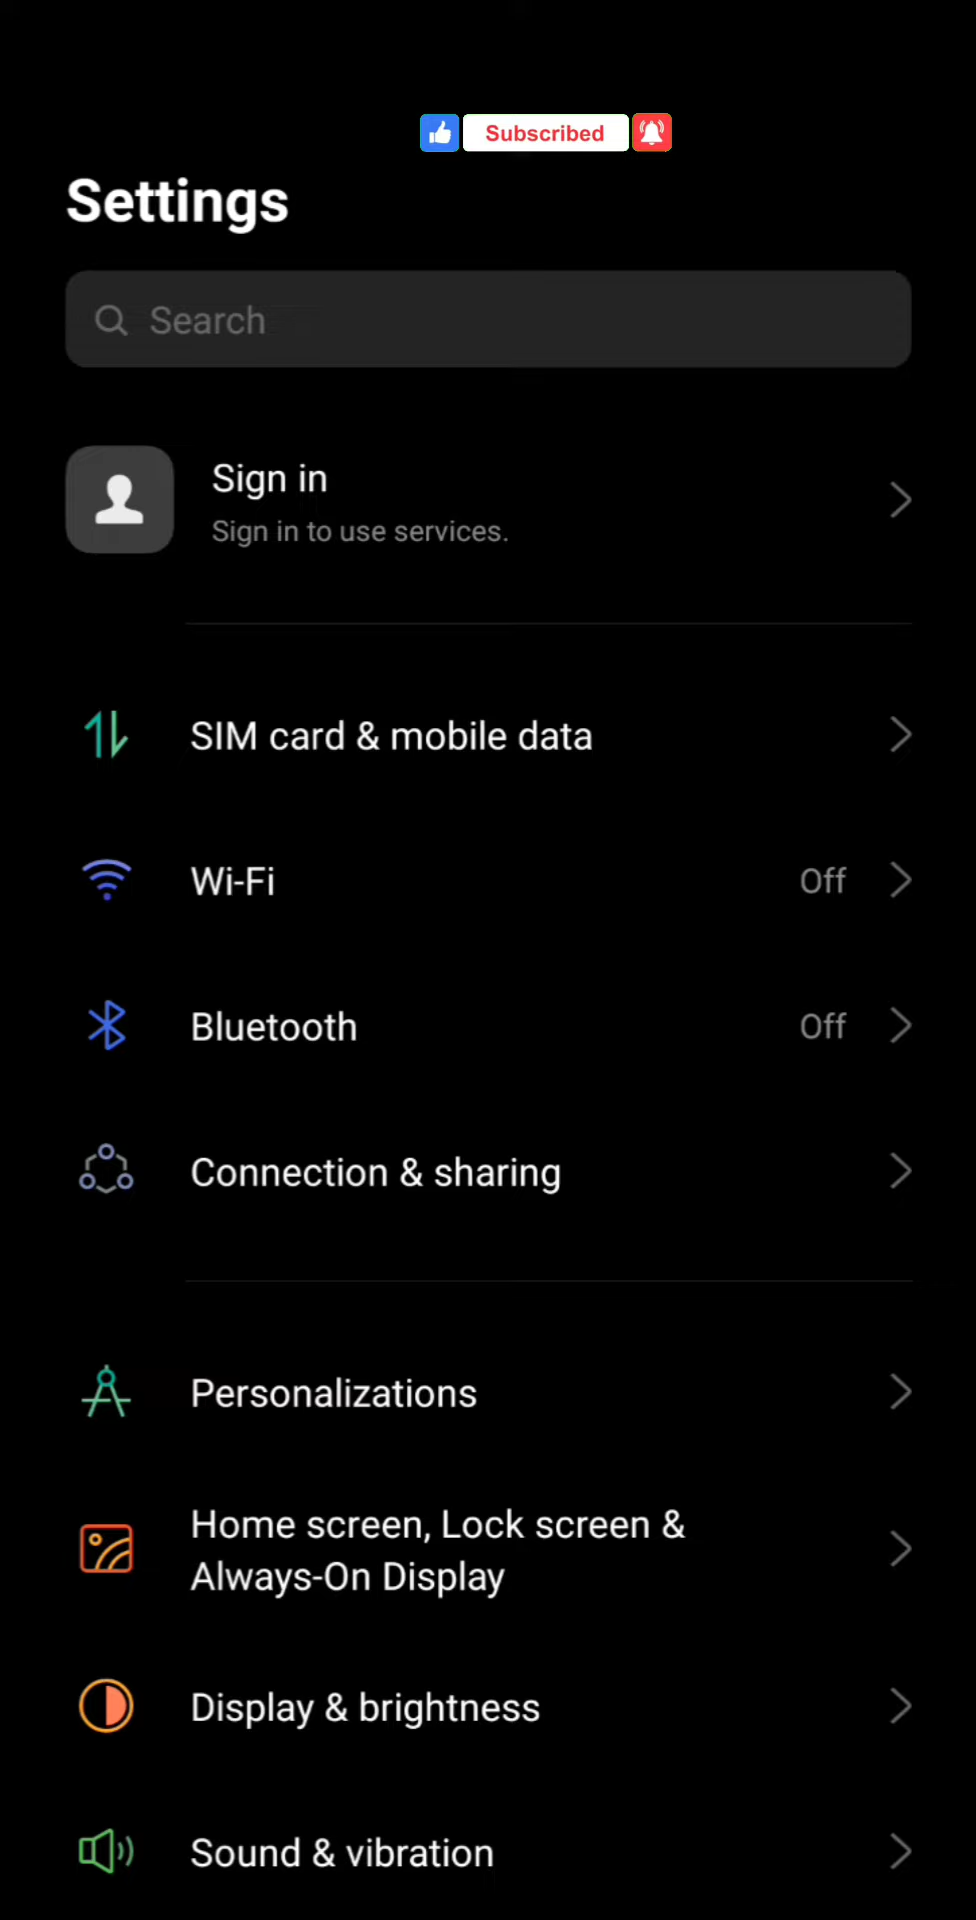 Subscribed
Settings
Search
Sign in
Sign in to use services.
SIM card & mobile data
Wi-Fi Off
Bluetooth Off
Connection & sharing
Personalizations
Home screen, Lock screen &
Always-On Display
Display & brightness
Sound & vibration